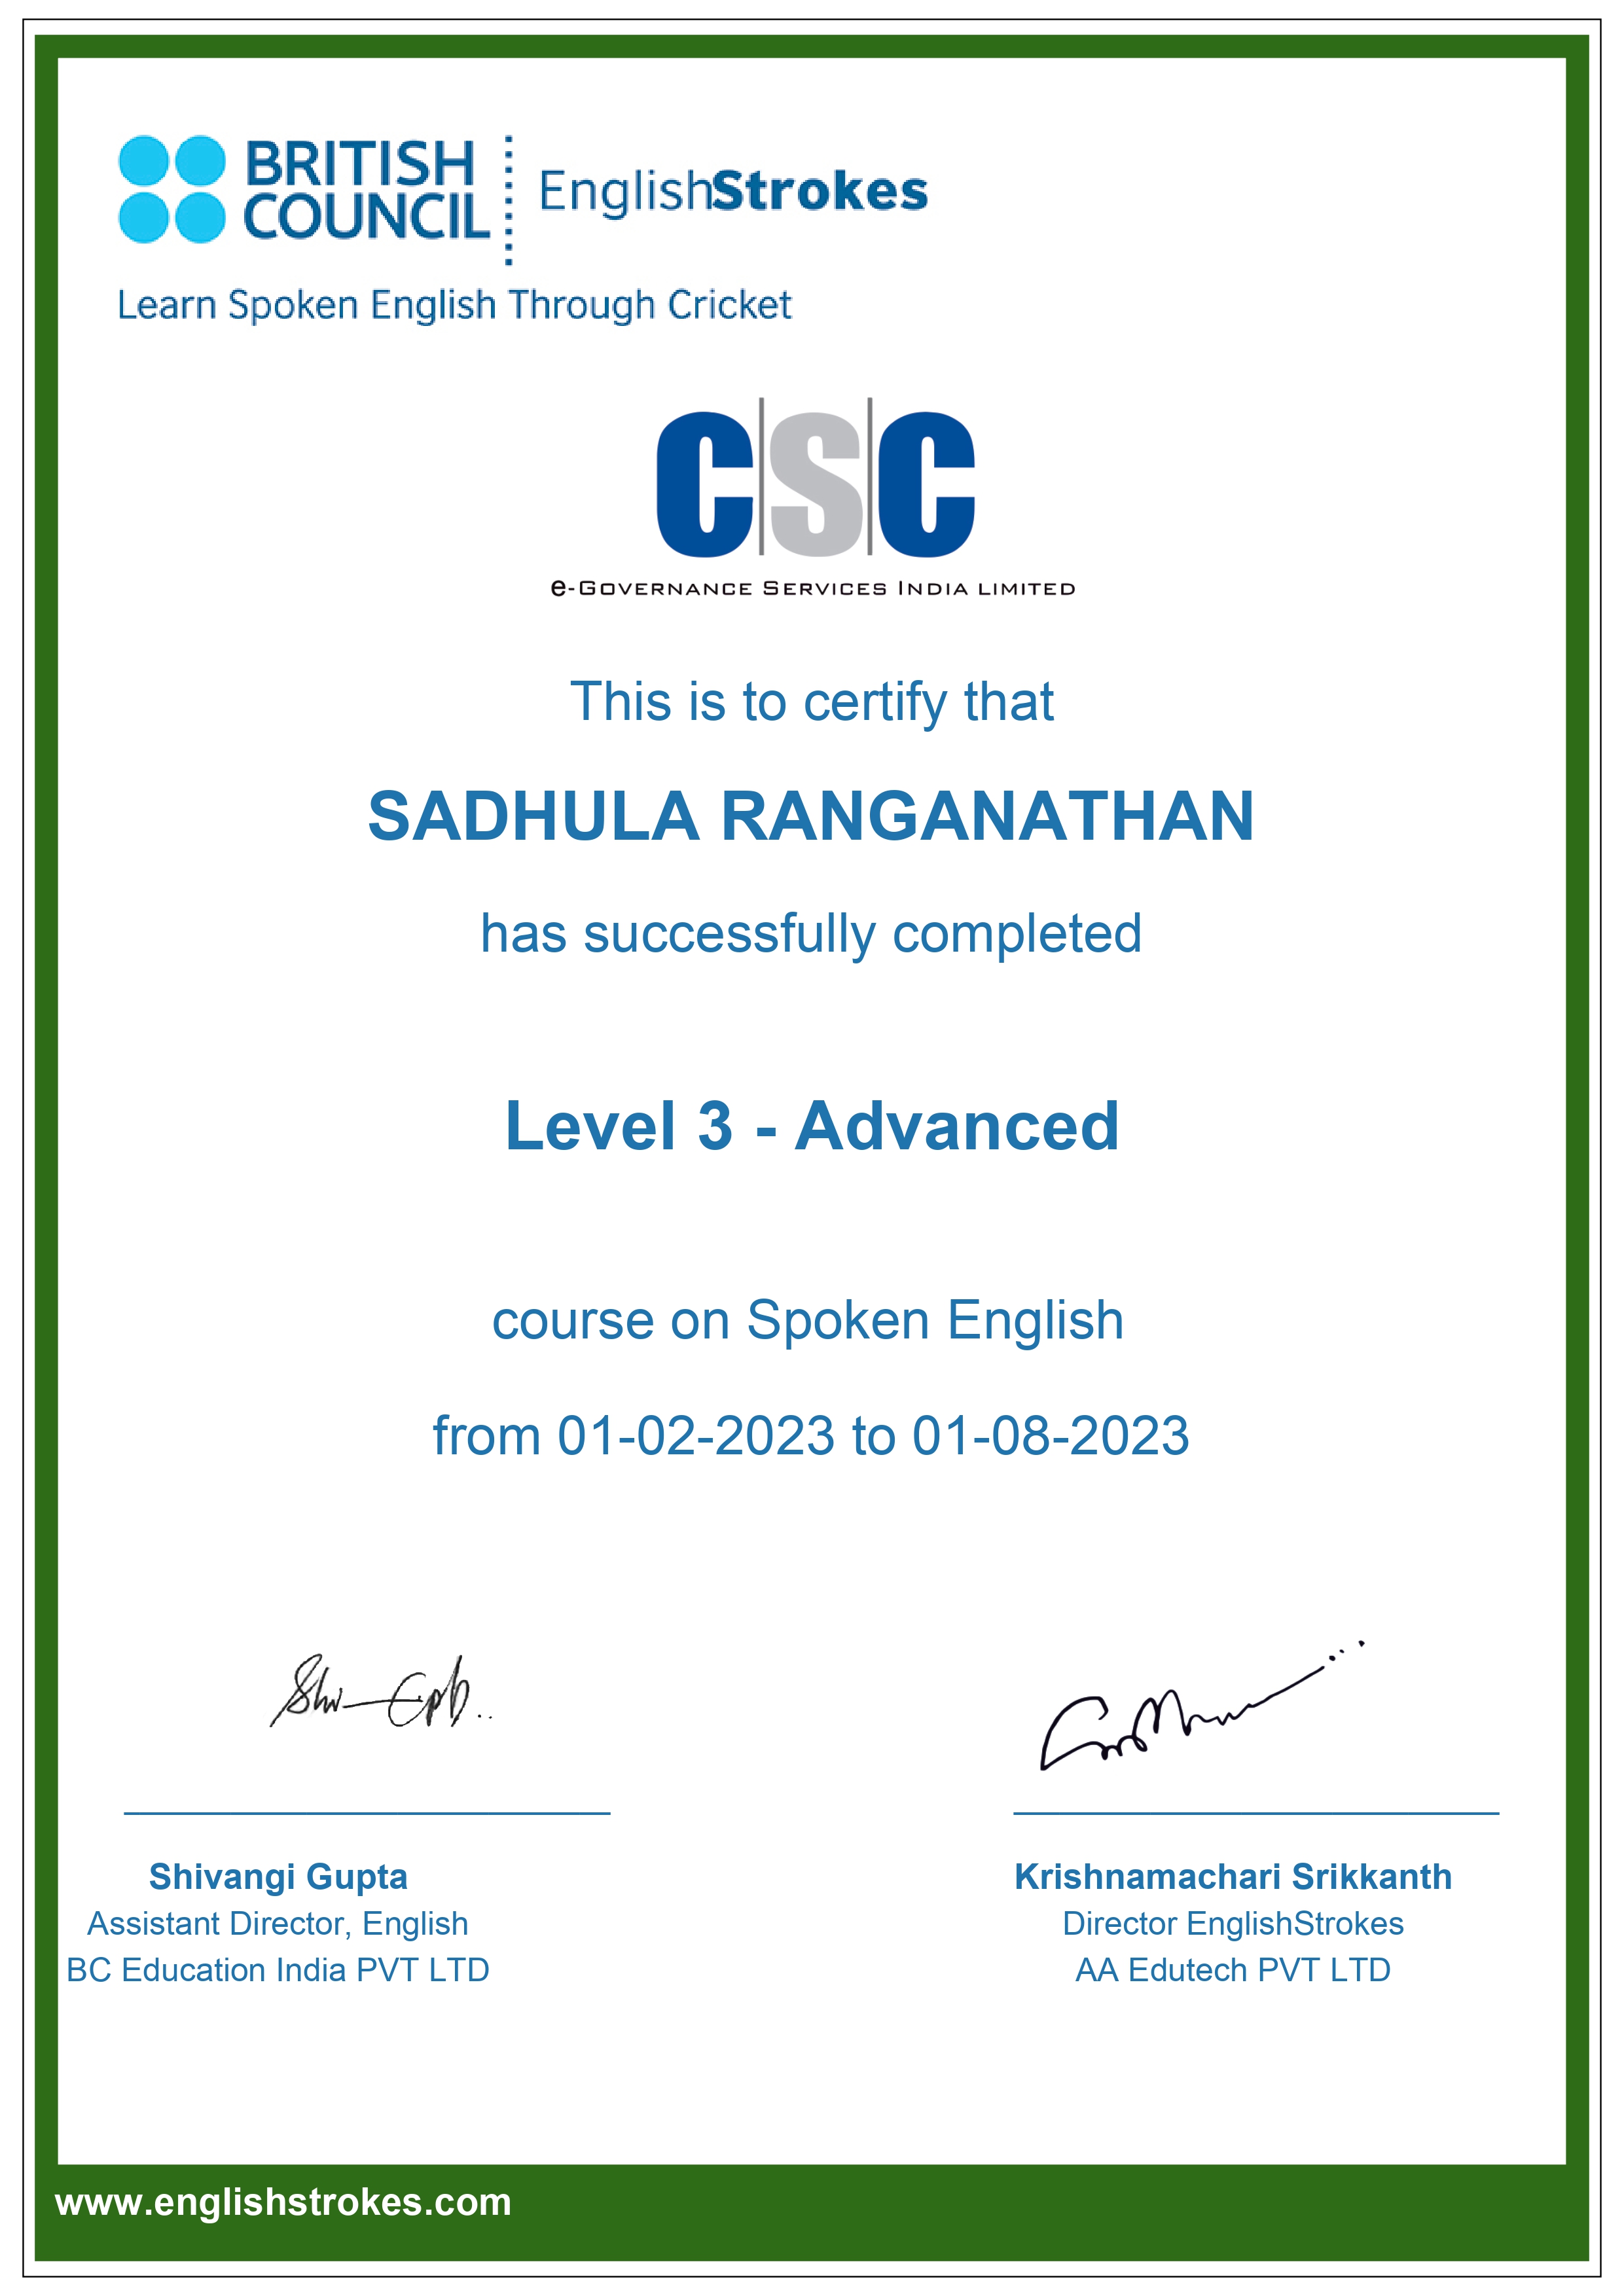 BRITISH
COUNCIL
EnglishStrokes
Learn Spoken English Through Cricket
CSC
e-GOVERNANCE SERVICES INDIA LIMITED
This is to certify that
SADHULA RANGANATHAN
has successfully completed
Level 3 - Advanced
course on Spoken English
from 01-02-2023 to 01-08-2023
Shivangi Gupta
Assistant Director, English
BC Education India PVT LTD
Krishnamachari Srikkanth
Director EnglishStrokes
AA Edutech PVT LTD
www.englishstrokes.com